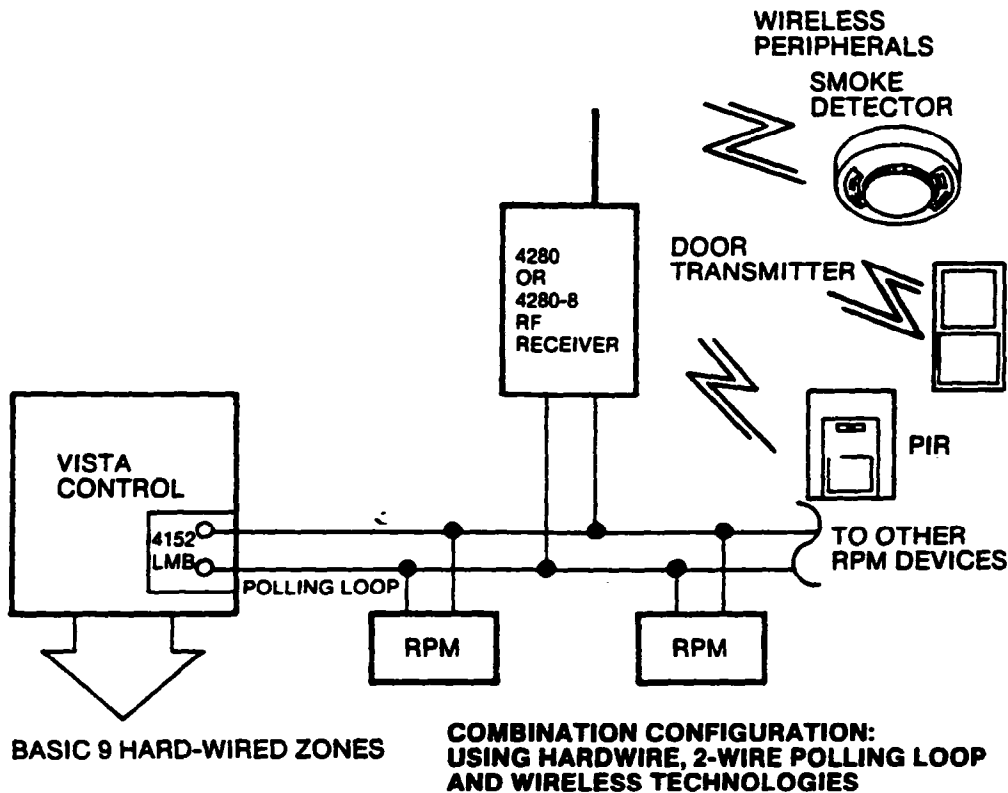 WIRELESS
PERIPHERALS
SMOKE
DETECTOR
4280
OR
4280-8
RF
RECEIVER
DOOR
TRANSMITTER
PIR
VISTA
CONTROL
4152
LMB
POLLING LOOP
TO OTHER
RPM DEVICES
RPM
RPM
BASIC 9 HARD-WIRED ZONES
COMBINATION CONFIGURATION:
USING HARDWIRE, 2-WIRE POLLING LOOP
AND WIRELESS TECHNOLOGIES